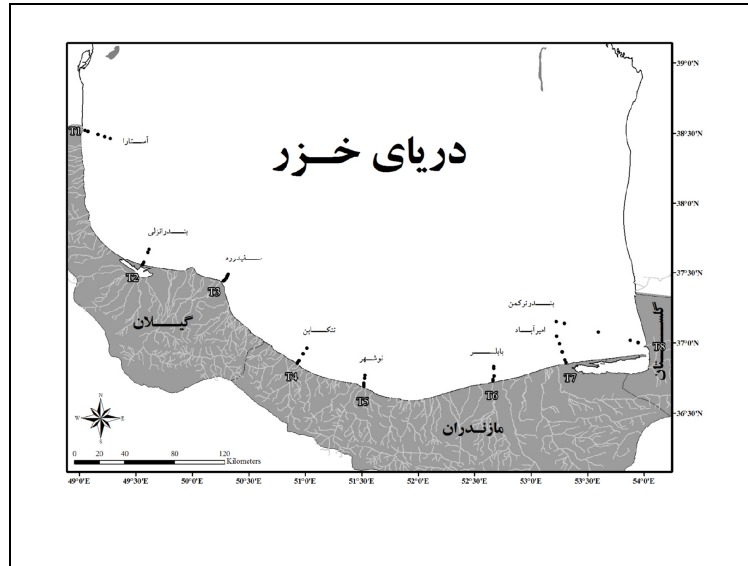 39°0'N
T1
38°30'N
آستارا
دریای خزر
38°0'N
بندرانزلی
سفیدرود
37°30'N
T2
T3
گیلان
بندرترکمن
امیرآباد
گلستان
تنکابن
نوشهر
بابلسر
37°0'N
T8
T4
T5
T6
T7
مازندران
36°30'N
N
W
E
S
0 20 40 80 120
Kilometers
49°0'E 49°30'E 50°0'E 50°30'E 51°0'E 51°30'E 52°0'E 52°30'E 53°0'E 53°30'E 54°0'E